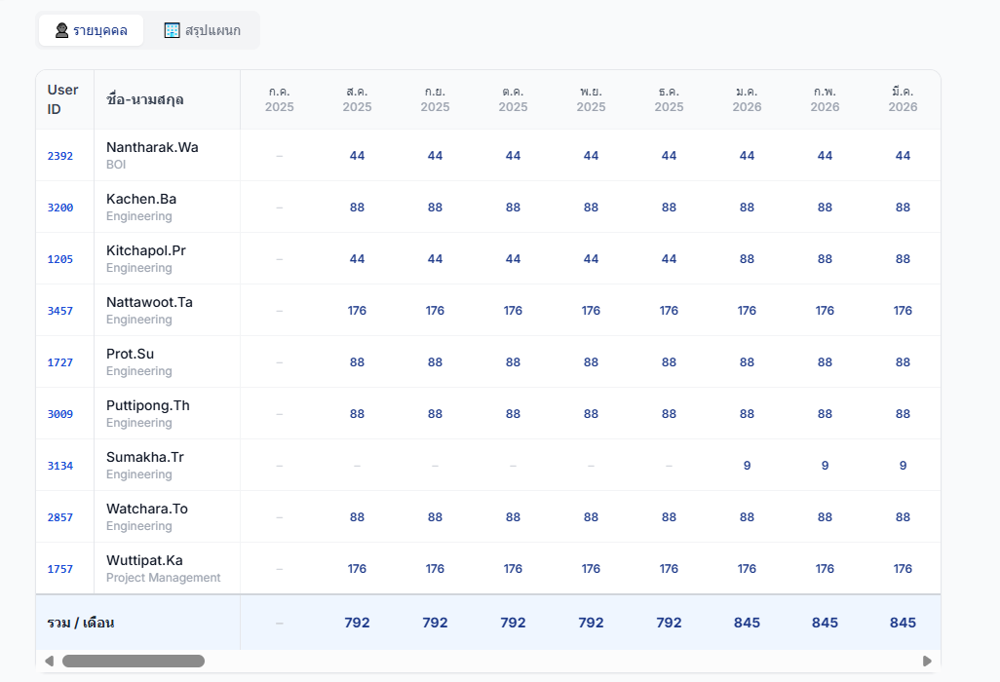 รายบุคคล สรุปแผนก
User ID ชื่อ-นามสกุล ก.ค. 2025 ส.ค. 2025 ก.ย. 2025 ต.ค. 2025 พ.ย. 2025 ธ.ค. 2025 ม.ค. 2026 ก.พ. 2026 มี.ค. 2026
2392 Nantharak.Wa – 44 44 44 44 44 44 44 44
BOI
3200 Kachen.Ba – 88 88 88 88 88 88 88 88
Engineering
1205 Kitchapol.Pr – 44 44 44 44 44 88 88 88
Engineering
3457 Nattawoot.Ta – 176 176 176 176 176 176 176 176
Engineering
1727 Prot.Su – 88 88 88 88 88 88 88 88
Engineering
3009 Puttipong.Th – 88 88 88 88 88 88 88 88
Engineering
3134 Sumakha.Tr – – – – – – 9 9 9
Engineering
2857 Watchara.To – 88 88 88 88 88 88 88 88
Engineering
1757 Wuttipat.Ka – 176 176 176 176 176 176 176 176
Project Management
รวม / เดือน – 792 792 792 792 792 845 845 845